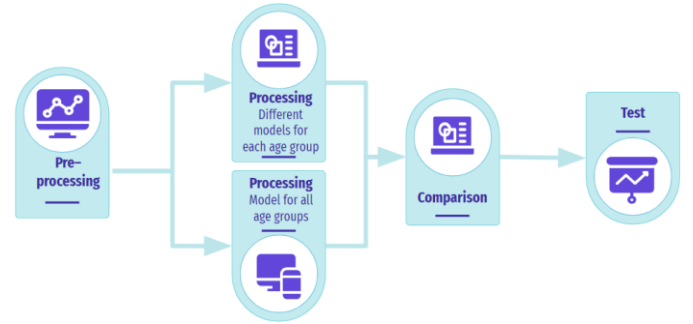 Pre–
processing
Processing
Different
models for
each age group
Processing
Model for all
age groups
Comparison
Test